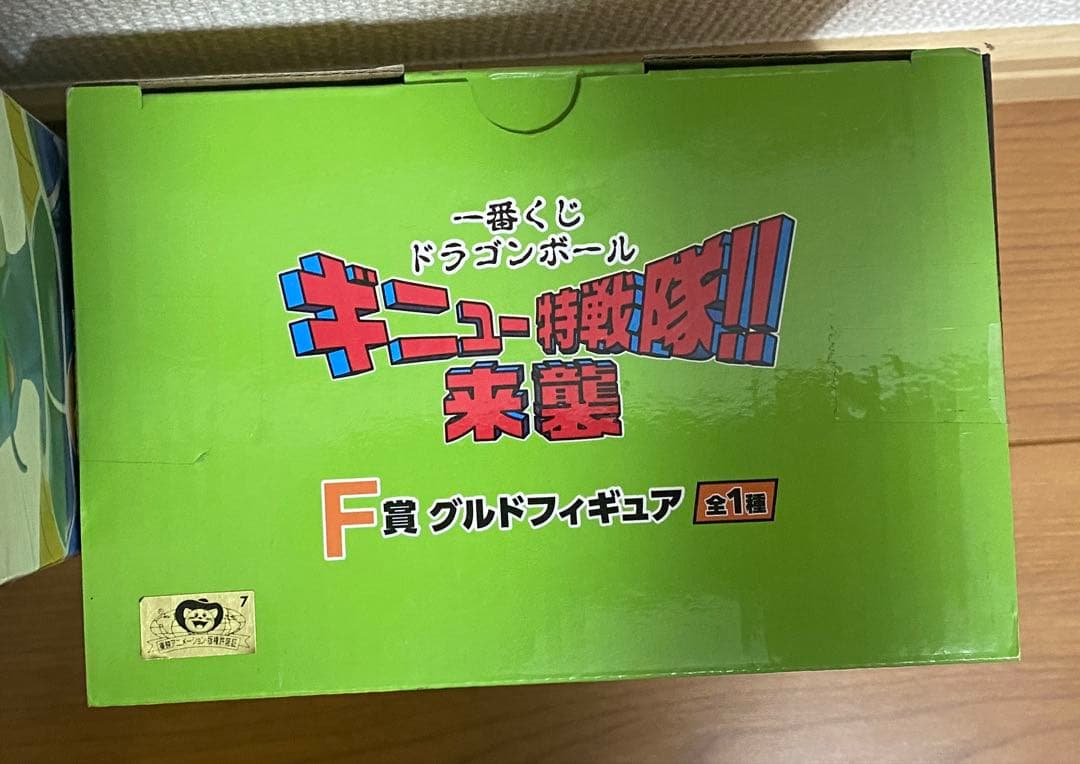 一番くじ
ドラゴンボール
ギニュー特戦隊!!
来襲
F賞 グルドフィギュア 全1種
7
東映アニメーション・版権許諾証